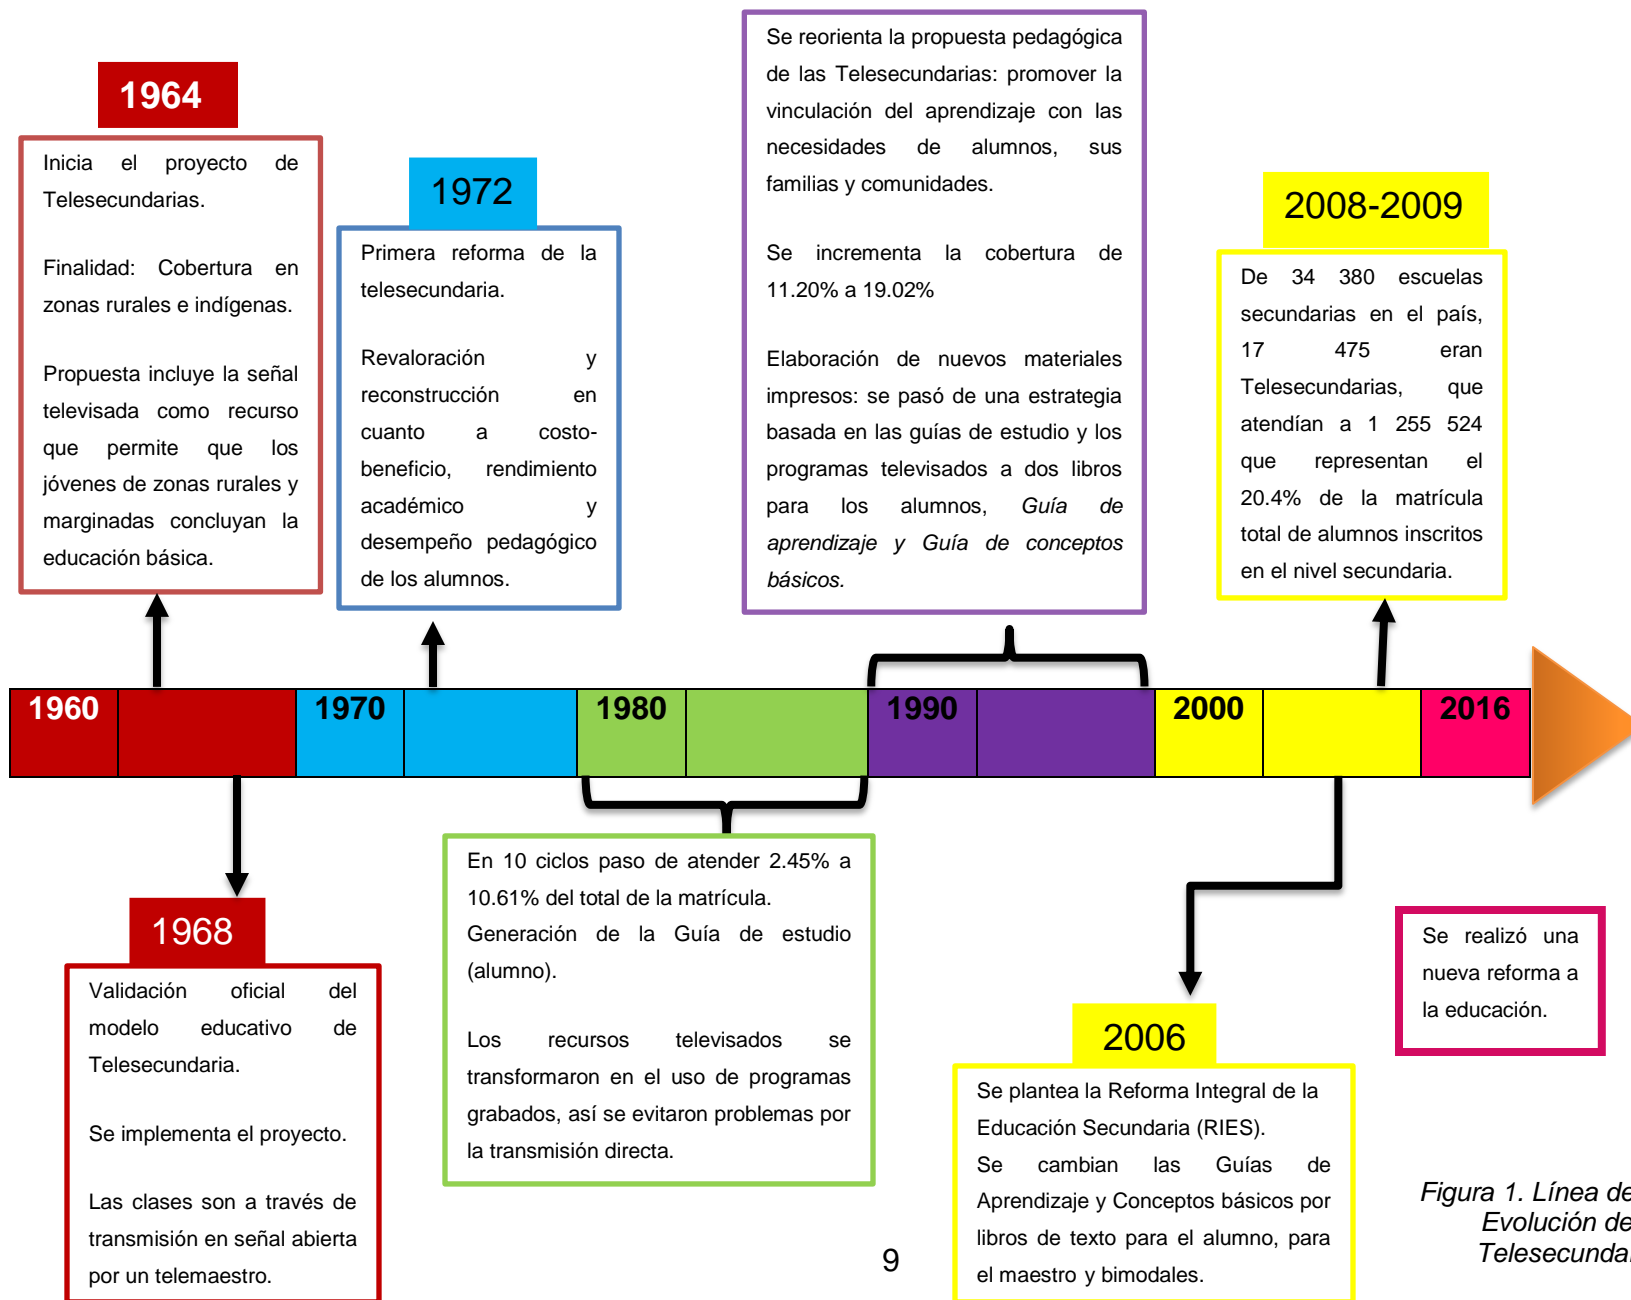 1964
Inicia el proyecto de
Telesecundarias.
Finalidad: Cobertura en
zonas rurales e indígenas.
Propuesta incluye la señal
televisada como recurso
que permite que los
jóvenes de zonas rurales y
marginadas concluyan la
educación básica.
1972
Primera reforma de la
telesecundaria.
Revaloración y
reconstrucción en
cuanto a costo-
beneficio, rendimiento
académico y
desempeño pedagógico
de los alumnos.
Se reorienta la propuesta pedagógica
de las Telesecundarias: promover la
vinculación del aprendizaje con las
necesidades de alumnos, sus
familias y comunidades.
Se incrementa la cobertura de
11.20% a 19.02%
Elaboración de nuevos materiales
impresos: se pasó de una estrategia
basada en las guías de estudio y los
programas televisados a dos libros
para los alumnos, Guía de
aprendizaje y Guía de conceptos
básicos.
2008-2009
De 34 380 escuelas
secundarias en el país,
17 475 eran
Telesecundarias, que
atendían a 1 255 524
que representan el
20.4% de la matrícula
total de alumnos inscritos
en el nivel secundaria.
1960 1970 1980 1990 2000 2016
1968
Validación oficial del
modelo educativo de
Telesecundaria.
Se implementa el proyecto.
Las clases son a través de
transmisión en señal abierta
por un telemaestro.
En 10 ciclos paso de atender 2.45% a
10.61% del total de la matrícula.
Generación de la Guía de estudio
(alumno).
Los recursos televisados se
transformaron en el uso de programas
grabados, así se evitaron problemas por
la transmisión directa.
2006
Se plantea la Reforma Integral de la
Educación Secundaria (RIES).
Se cambian las Guías de
Aprendizaje y Conceptos básicos por
libros de texto para el alumno, para
el maestro y bimodales.
Se realizó una
nueva reforma a
la educación.
Figura 1. Línea de
Evolución de
Telesecunda
9